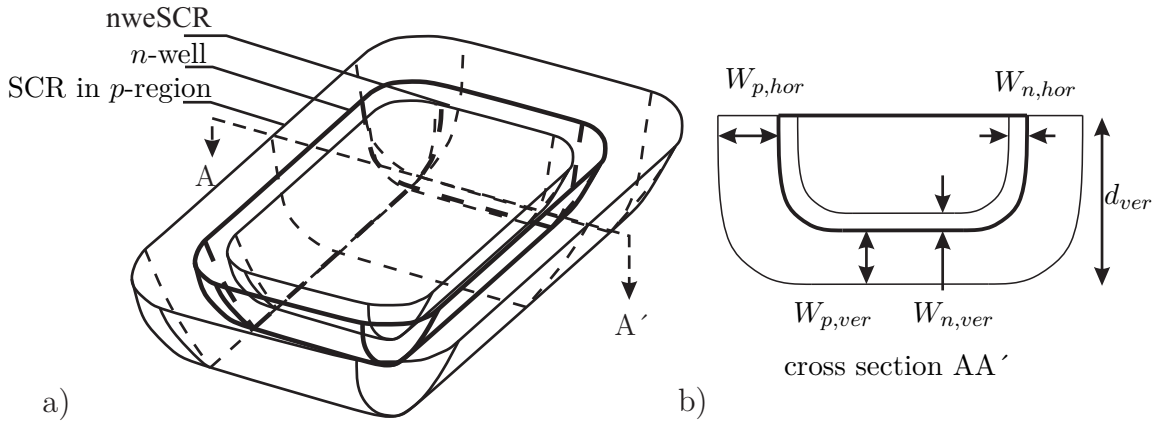 nweSCR
n-well
SCR in p-region
A
A´
a)
W_{p,hor}
W_{n,hor}
d_{ver}
W_{p,ver}
W_{n,ver}
cross section AA´
b)